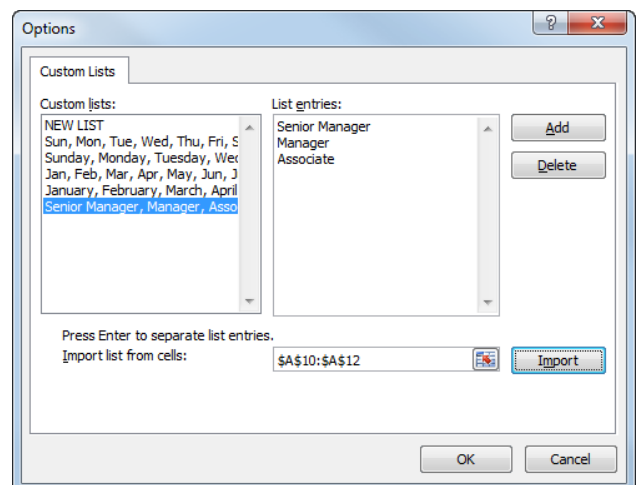 Options
Custom Lists
Custom lists:
List entries:
NEW LIST
Sun, Mon, Tue, Wed, Thu, Fri, S
Sunday, Monday, Tuesday, Wed
Jan, Feb, Mar, Apr, May, Jun, J
January, February, March, April
Senior Manager, Manager, Asso
Senior Manager
Manager
Associate
Add
Delete
Press Enter to separate list entries.
Import list from cells:
$A$10:$A$12
Import
OK
Cancel